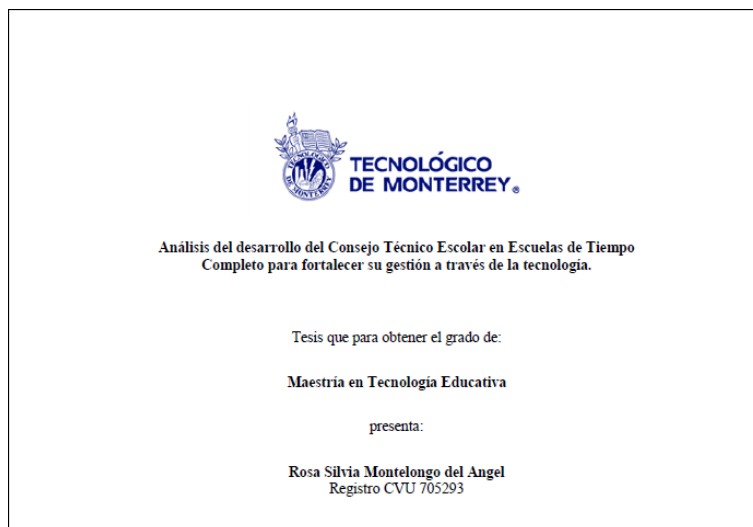 TECNOLÓGICO
DE MONTERREY®
Análisis del desarrollo del Consejo Técnico Escolar en Escuelas de Tiempo
Completo para fortalecer su gestión a través de la tecnología.
Tesis que para obtener el grado de:
Maestría en Tecnología Educativa
presenta:
Rosa Silvia Montelongo del Angel
Registro CVU 705293